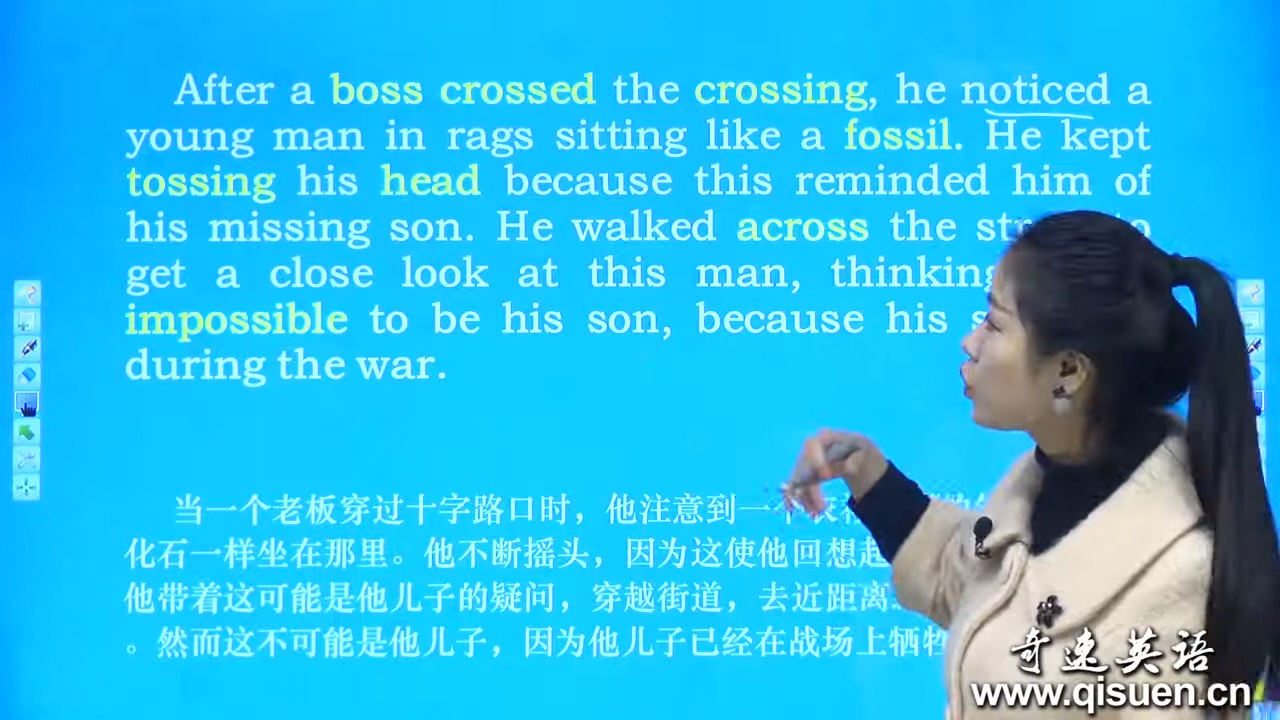 After a boss crossed the crossing, he noticed a
young man in rags sitting like a fossil. He kept
tossing his head because this reminded him of
his missing son. He walked across the
get a close look at this man, thinking
impossible to be his son, because his
during the war.
当一个老板穿过十字路口时，他注意到一个衣
化石一样坐在那里。他不断摇头，因为这使他回想起
他带着这可能是他儿子的疑问，穿越街道，去近距离
。然而这不可能是他儿子，因为他儿子已经在战场上牺牲
奇速英语
www.qisuen.cn